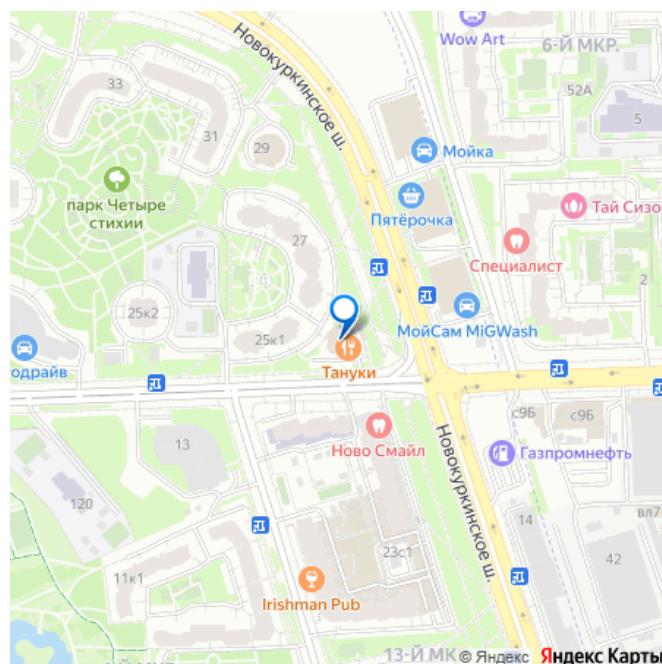 Wow Art
6-Й МКР.
52А
5
33
31
29
Новокуркинское ш.
Мойка
парк Четыре
стихии
Пятёрочка
Тай Сизо
Специалист
27
2
25к2
25к1
МойСам МiGWash
одрайв
Тануки
13
Ново Смайл
с9Б
с9Б
Газпромнефть
Новокуркинское ш.
120
14
вл7
42
23с1
11к1
Irishman Pub
13-Й МК
© Яндекс Яндекс Карты